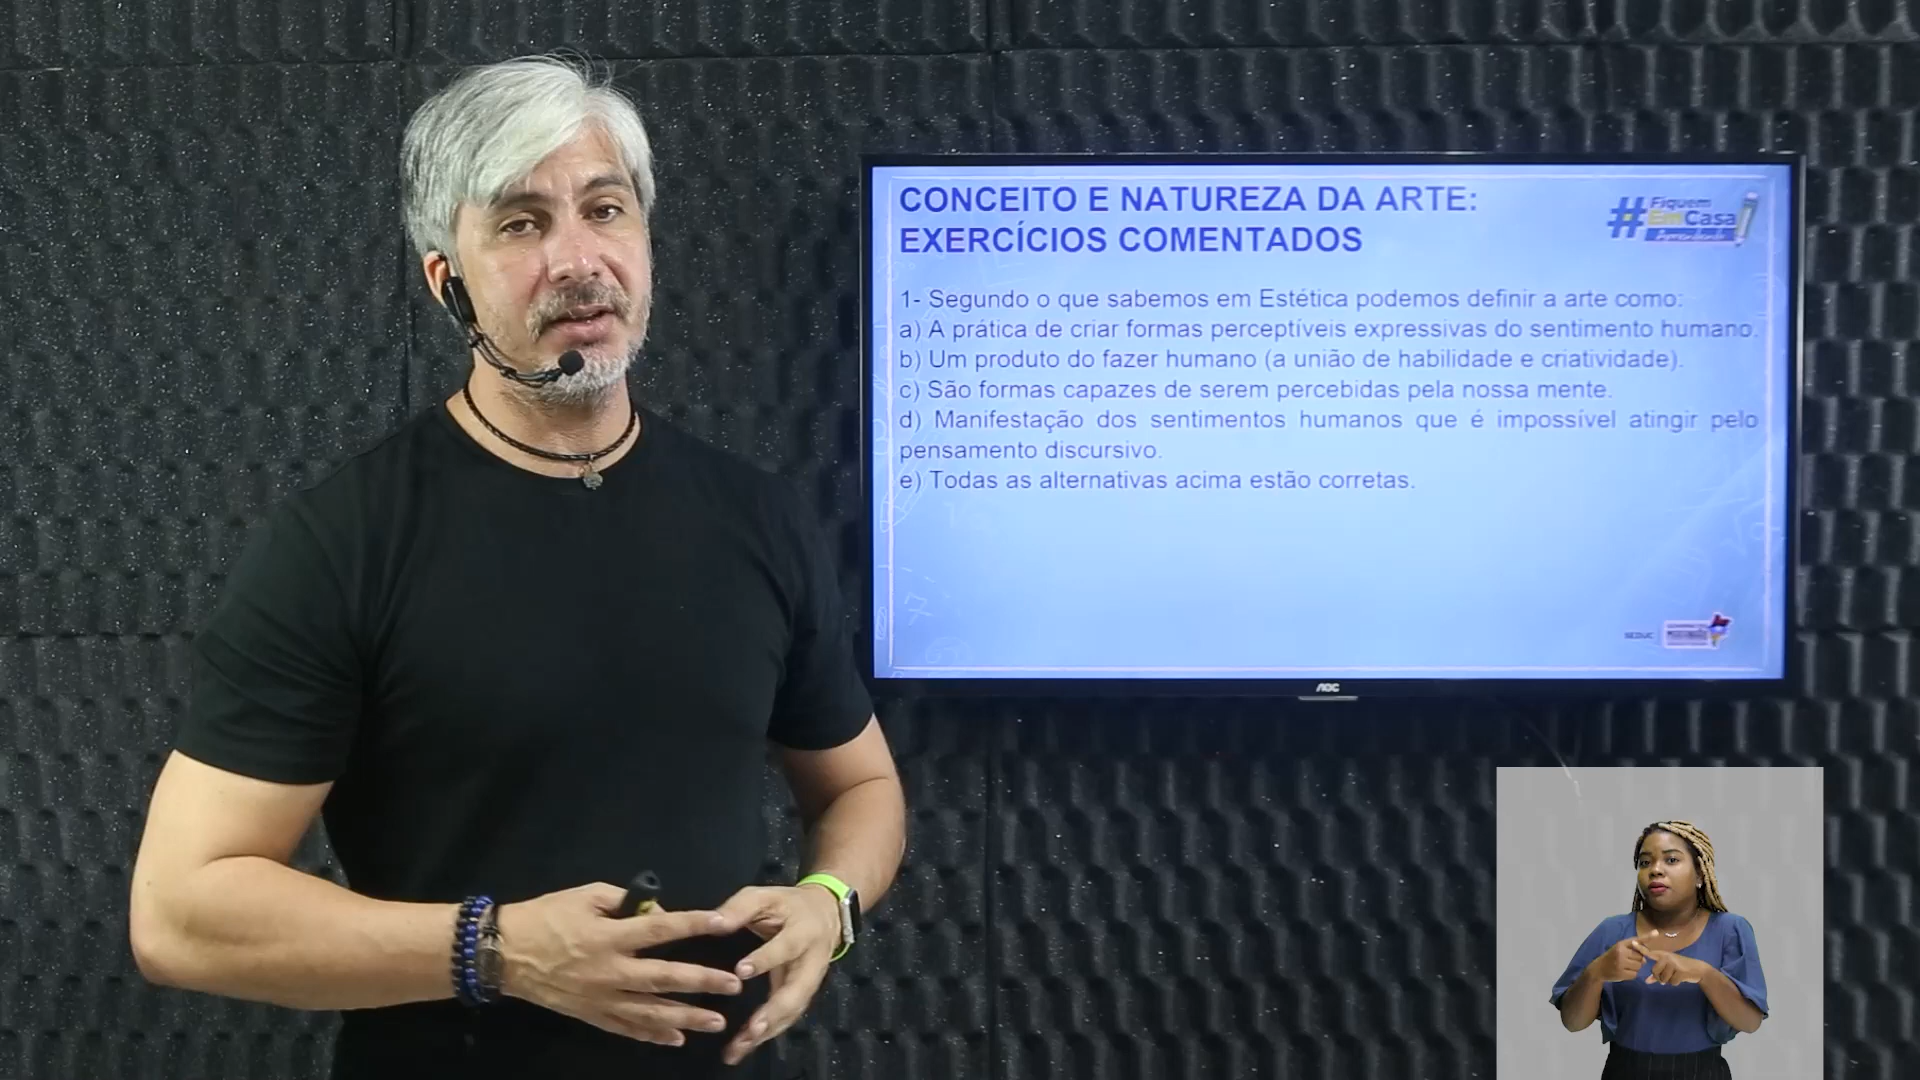 CONCEITO E NATUREZA DA ARTE:
EXERCÍCIOS COMENTADOS
#Fiquem
EmCasa
Aprendendo
1- Segundo o que sabemos em Estética podemos definir a arte como:
a) A prática de criar formas perceptíveis expressivas do sentimento humano.
b) Um produto do fazer humano (a união de habilidade e criatividade).
c) São formas capazes de serem percebidas pela nossa mente.
d) Manifestação dos sentimentos humanos que é impossível atingir pelo
pensamento discursivo.
e) Todas as alternativas acima estão corretas.
SEDUC
AOC